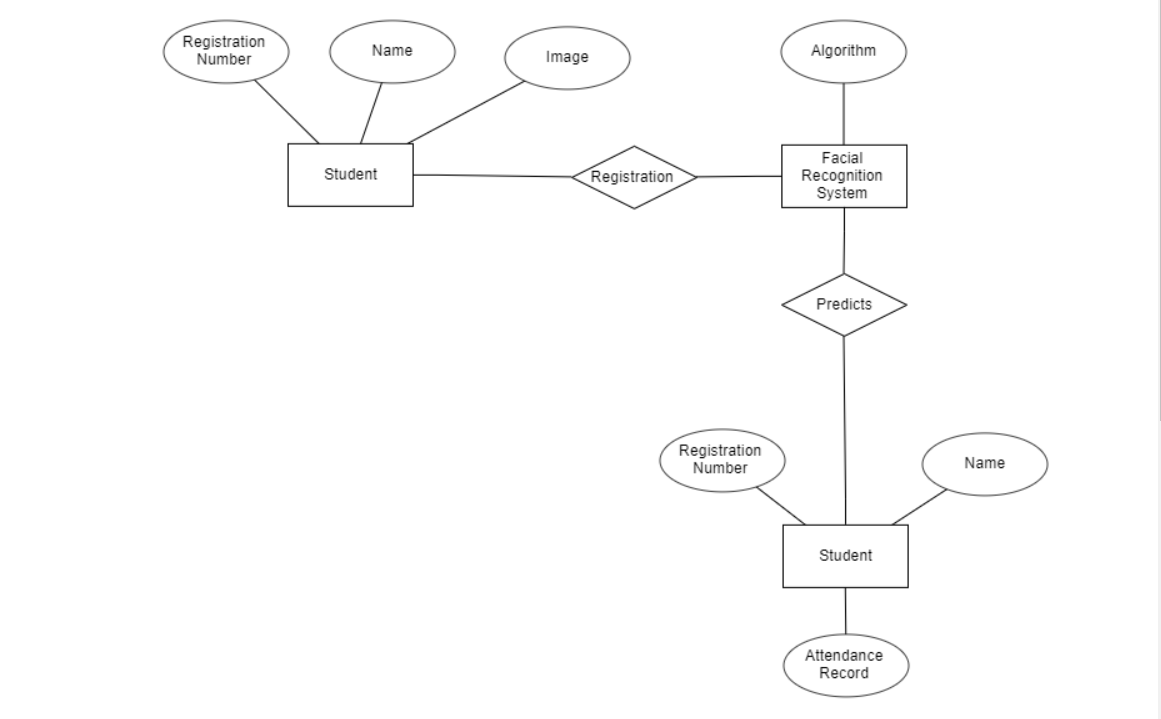 Registration
Number
Name
Image
Algorithm
Student
Registration
Facial
Recognition
System
Predicts
Registration
Number
Name
Student
Attendance
Record